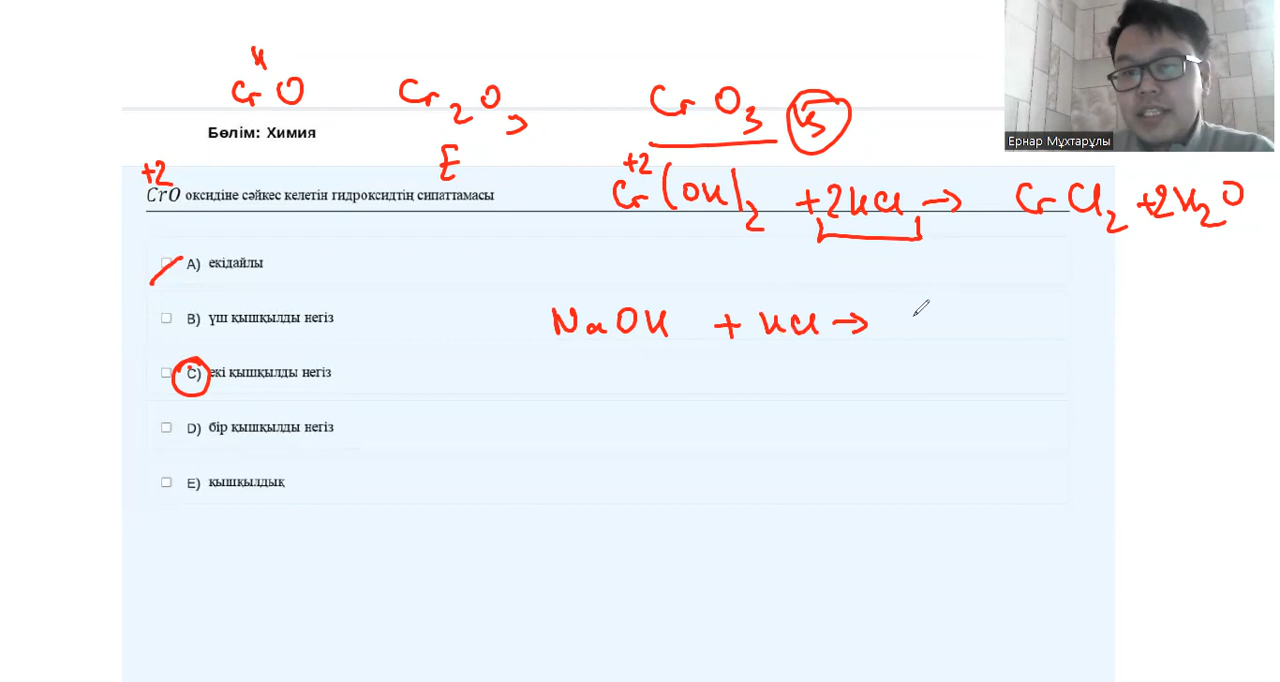 н
CrO Cr2O3 CrO3 қ
Ернар Мұхтарұлы
Бөлім: Химия
Е
+2
CrO оксидіне сәйкес келетін гидроксидтің сипаттамасы
+2
Cr(OH)2 +2HCl → CrCl2 +2H2O
A) екідайлы
B) үш қышқылды негіз
NaOH + HCl →
C) екі қышқылды негіз
D) бір қышқылды негіз
E) қышқылдық